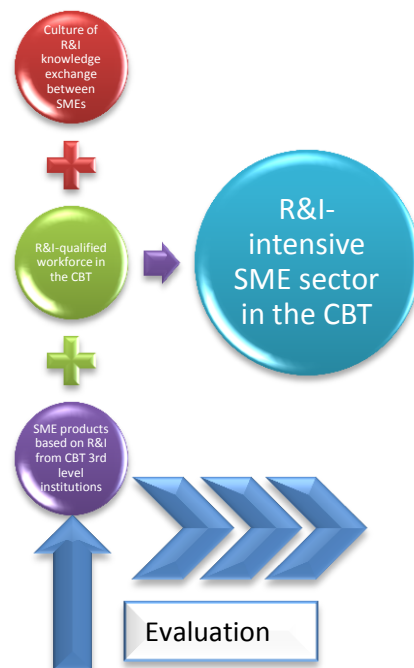 Culture of
R&I
knowledge
exchange
between
SMEs
R&I-qualified
workforce in
the CBT
SME products
based on R&I
from CBT 3rd
level
institutions
R&I-
intensive
SME sector
in the CBT
Evaluation